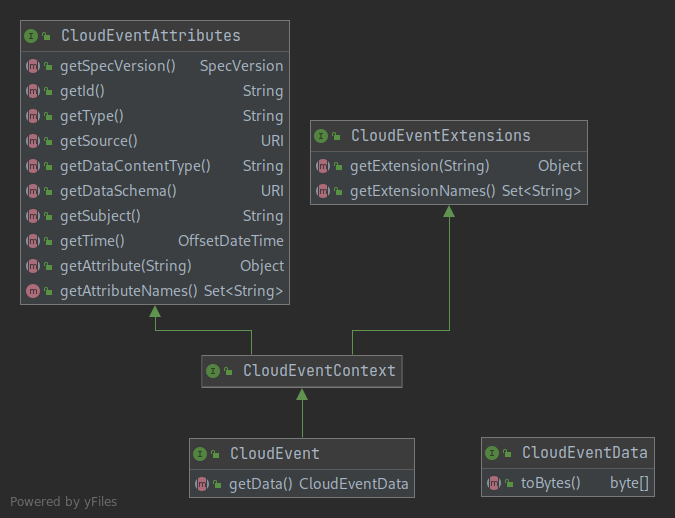 CloudEventAttributes
getSpecVersion() SpecVersion
getId() String
getType() String
getSource() URI
getDataContentType() String
getDataSchema() URI
getSubject() String
getTime() OffsetDateTime
getAttribute(String) Object
getAttributeNames() Set<String>
CloudEventExtensions
getExtension(String) Object
getExtensionNames() Set<String>
CloudEventContext
CloudEvent
getData() CloudEventData
CloudEventData
toBytes() byte[]
Powered by yFiles